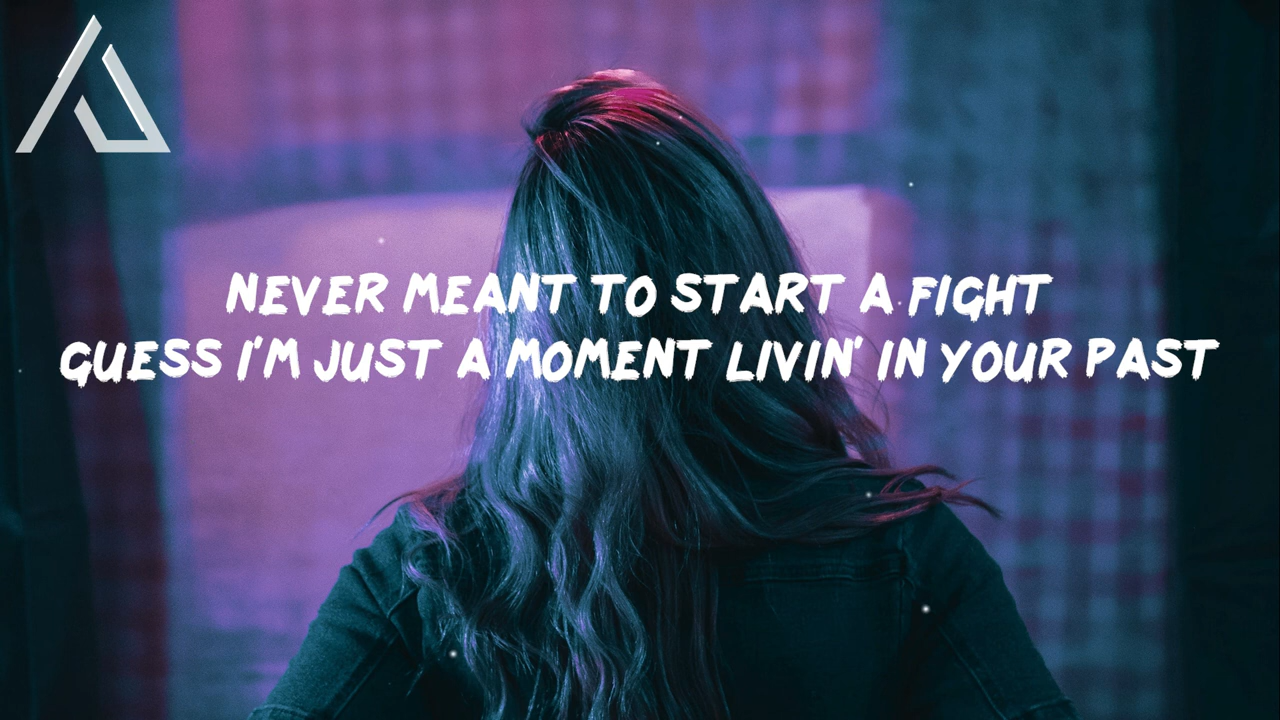 NEVER MEANT TO START A FIGHT
GUESS I'M JUST A MOMENT LIVIN' IN YOUR PAST